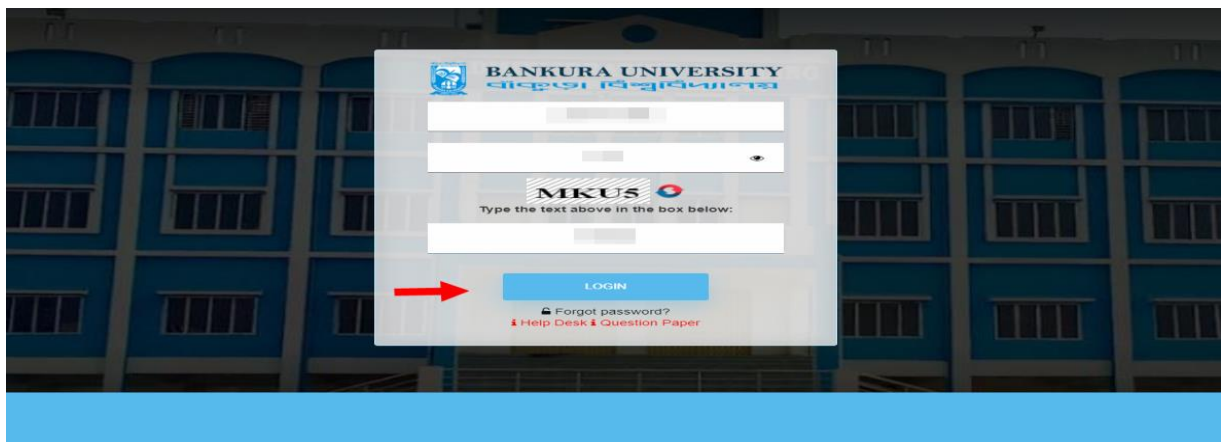 BANKURA UNIVERSITY
বাঁকুড়া বিশ্ববিদ্যালয়
MKU5
Type the text above in the box below:
LOGIN
Forgot password?
Help Desk Question Paper